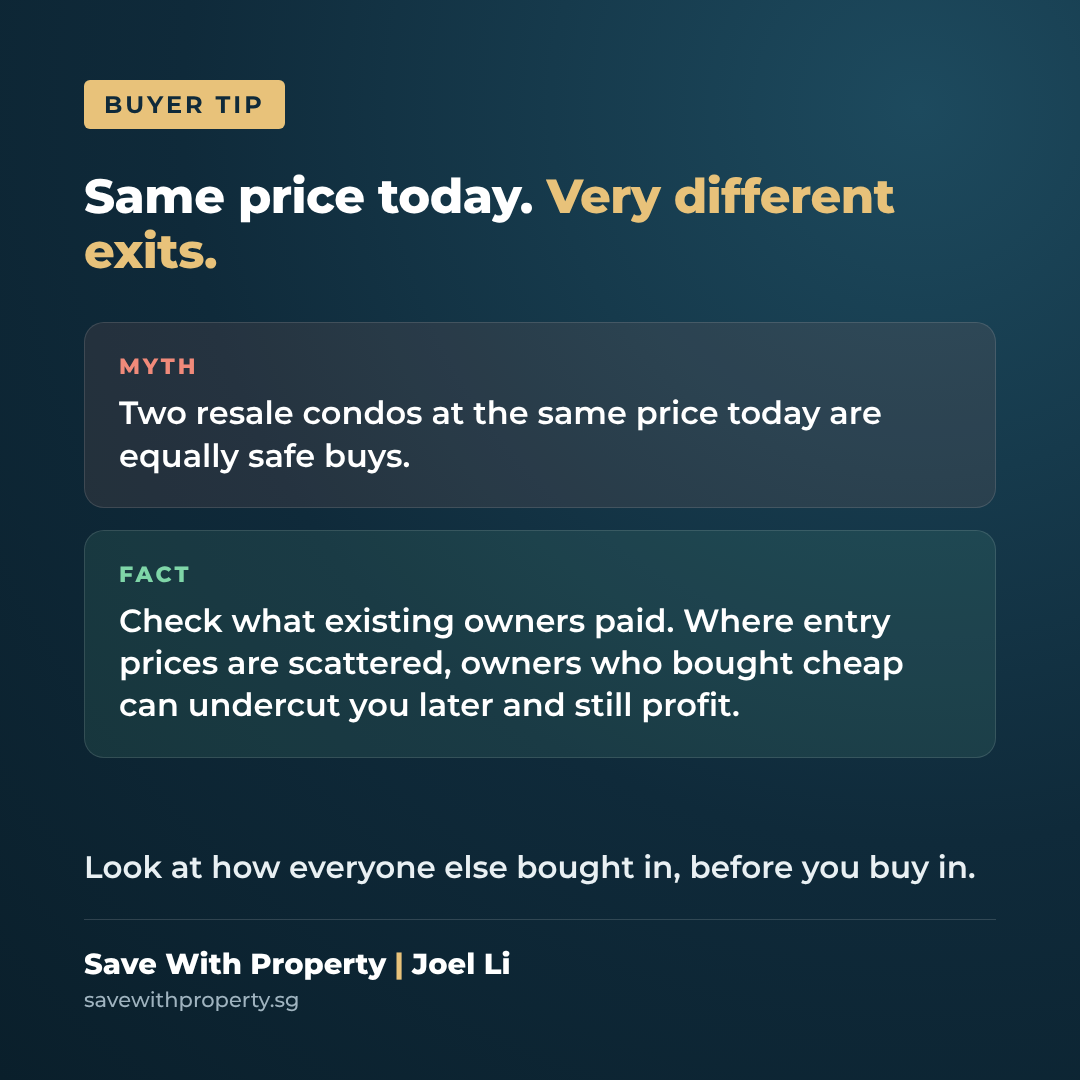 BUYER TIP
Same price today. Very different
exits.
MYTH
Two resale condos at the same price today are
equally safe buys.
FACT
Check what existing owners paid. Where entry
prices are scattered, owners who bought cheap
can undercut you later and still profit.
Look at how everyone else bought in, before you buy in.
Save With Property | Joel Li
savewithproperty.sg